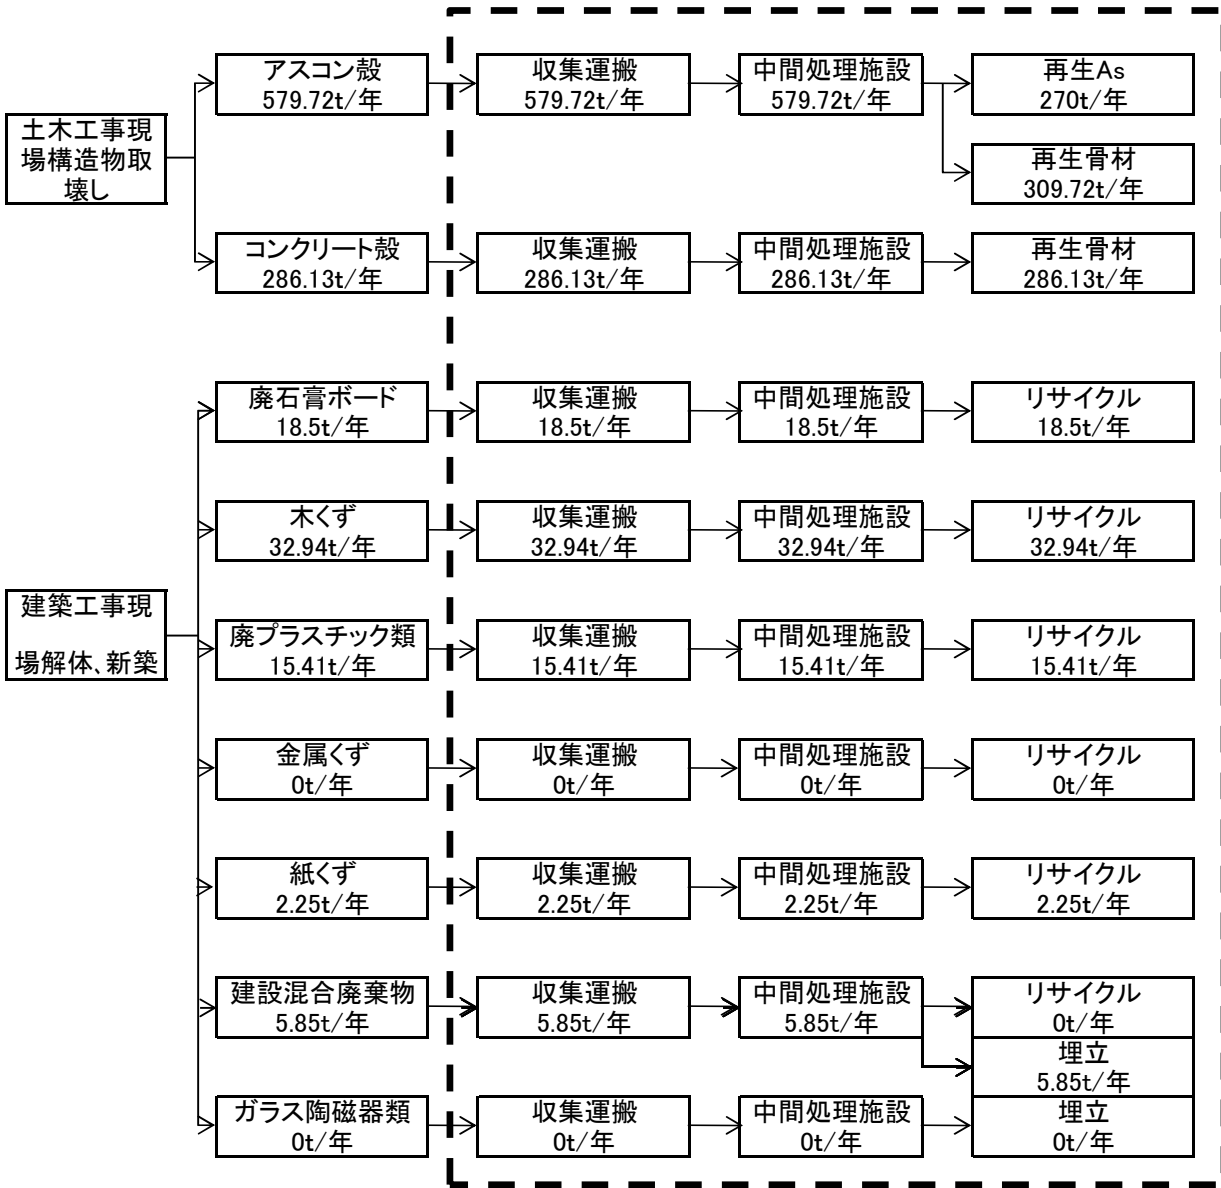 土木工事現
場構造物取
壊し
アスコン殻
579.72t/年
収集運搬
579.72t/年
中間処理施設
579.72t/年
再生As
270t/年
再生骨材
309.72t/年
コンクリート殻
286.13t/年
収集運搬
286.13t/年
中間処理施設
286.13t/年
再生骨材
286.13t/年
建築工事現
場解体、新築
廃石膏ボード
18.5t/年
収集運搬
18.5t/年
中間処理施設
18.5t/年
リサイクル
18.5t/年
木くず
32.94t/年
収集運搬
32.94t/年
中間処理施設
32.94t/年
リサイクル
32.94t/年
廃プラスチック類
15.41t/年
収集運搬
15.41t/年
中間処理施設
15.41t/年
リサイクル
15.41t/年
金属くず
0t/年
収集運搬
0t/年
中間処理施設
0t/年
リサイクル
0t/年
紙くず
2.25t/年
収集運搬
2.25t/年
中間処理施設
2.25t/年
リサイクル
2.25t/年
建設混合廃棄物
5.85t/年
収集運搬
5.85t/年
中間処理施設
5.85t/年
リサイクル
0t/年
埋立
5.85t/年
ガラス陶磁器類
0t/年
収集運搬
0t/年
中間処理施設
0t/年
埋立
0t/年